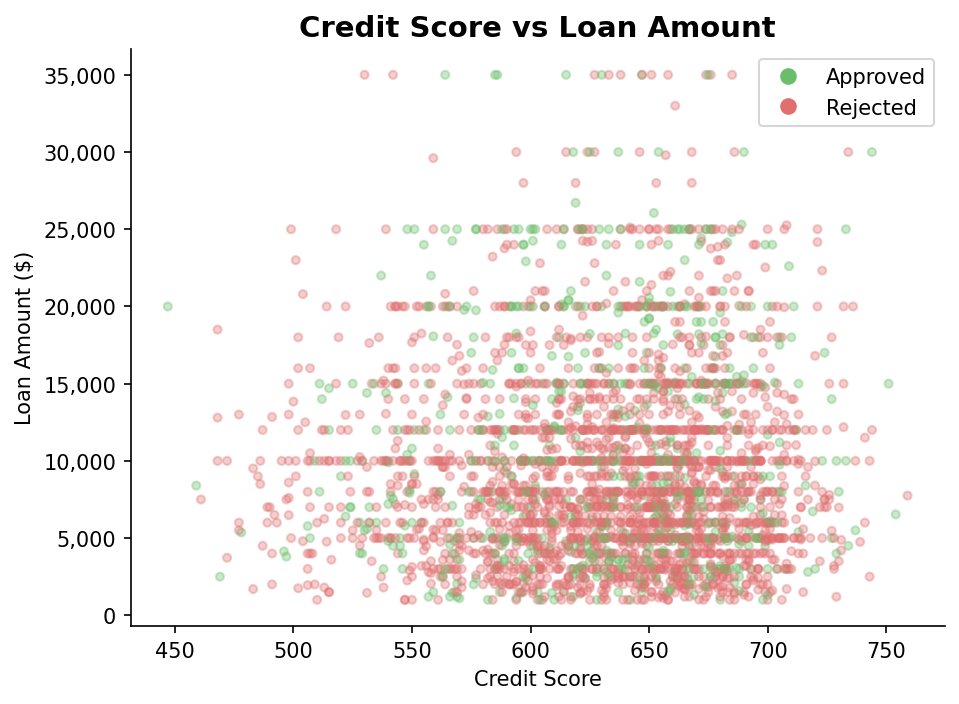 Credit Score vs Loan Amount
Approved
Rejected
Loan Amount ($)
35,000
30,000
25,000
20,000
15,000
10,000
5,000
0
450 500 550 600 650 700 750
Credit Score